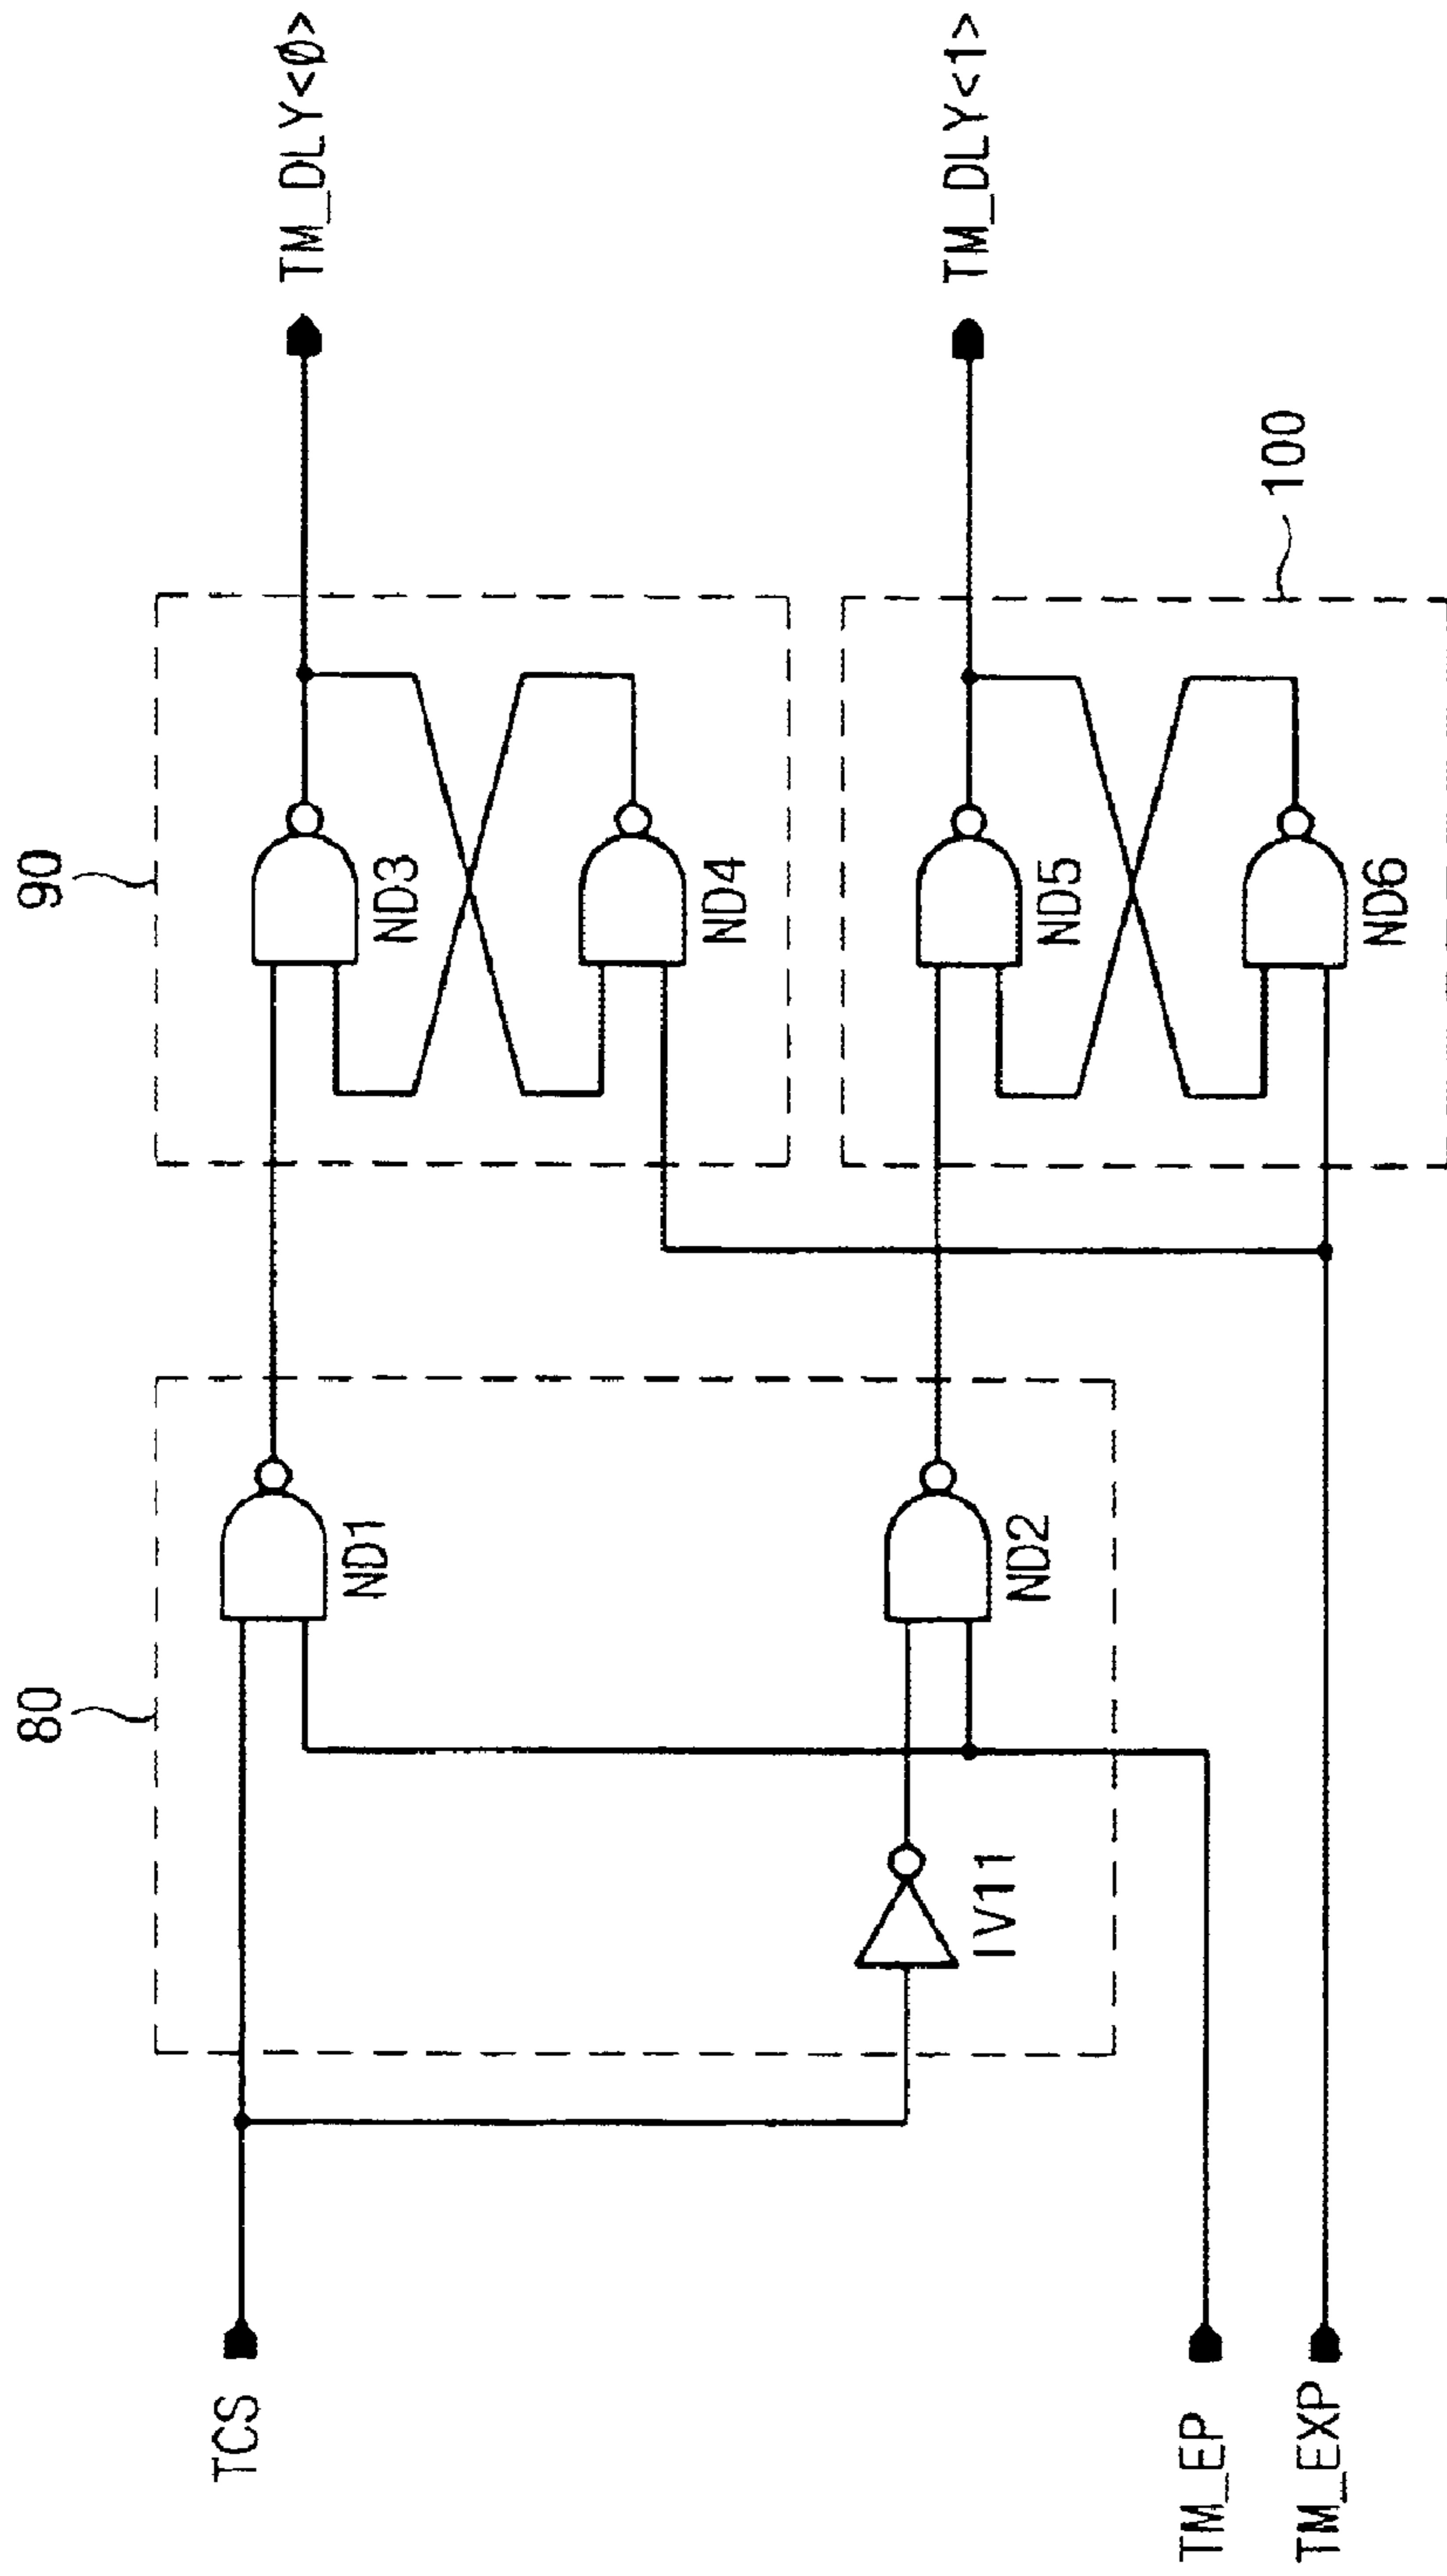 80
90
TCS
ND1
ND3
TM_DLY<0>
ND4
IV11
ND2
ND5
TM_DLY<1>
ND6
100
TM_EP
TM_EXP